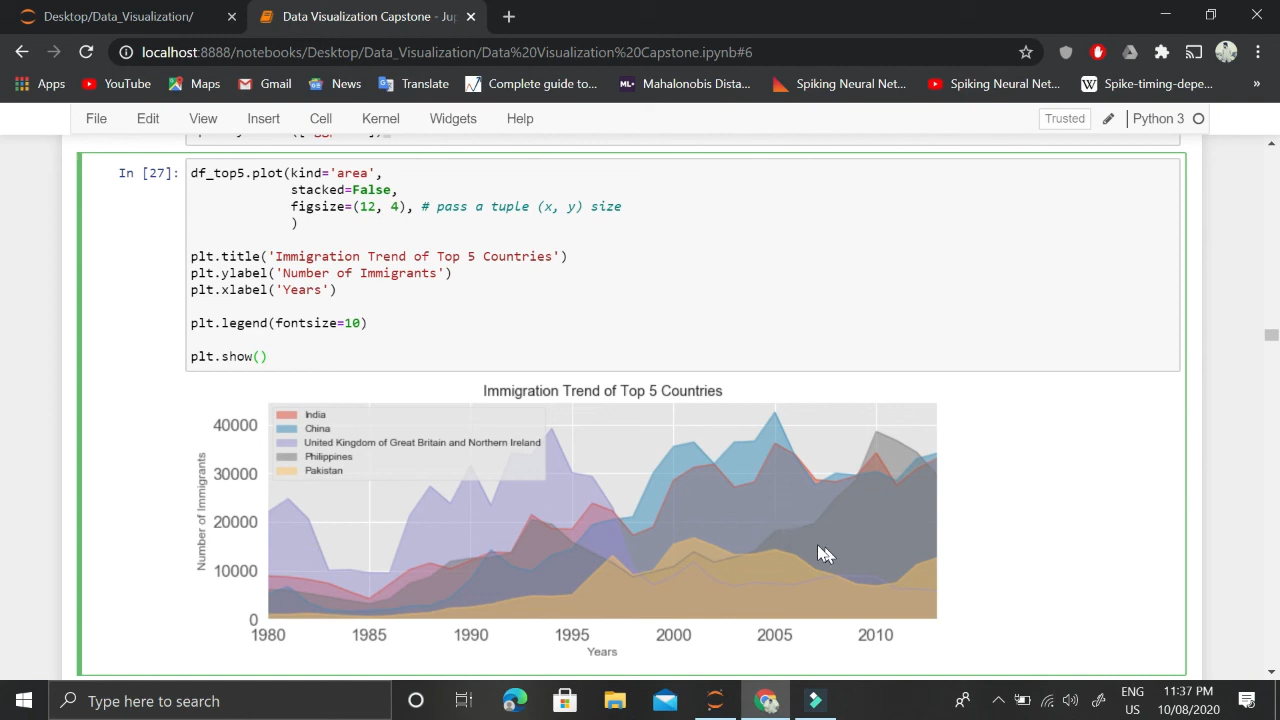 Desktop/Data_Visualization/
Data Visualization Capstone - Jup
localhost:8888/notebooks/Desktop/Data_Visualization/Data%20Visualization%20Capstone.ipynb#6
Apps YouTube Maps Gmail News Translate Complete guide to... ML+ Mahalonobis Dista... Spiking Neural Net... Spiking Neural Net... W Spike-timing-depe... »
File Edit View Insert Cell Kernel Widgets Help Trusted Python 3
In [27]: df_top5.plot(kind='area',
stacked=False,
figsize=(12, 4), # pass a tuple (x, y) size
)
plt.title('Immigration Trend of Top 5 Countries')
plt.ylabel('Number of Immigrants')
plt.xlabel('Years')
plt.legend(fontsize=10)
plt.show()
Immigration Trend of Top 5 Countries
India
China
United Kingdom of Great Britain and Northern Ireland
Philippines
Pakistan
Number of Immigrants
40000
30000
20000
10000
0
1980 1985 1990 1995 2000 2005 2010
Years
Type here to search
ENG
US
11:37 PM
10/08/2020